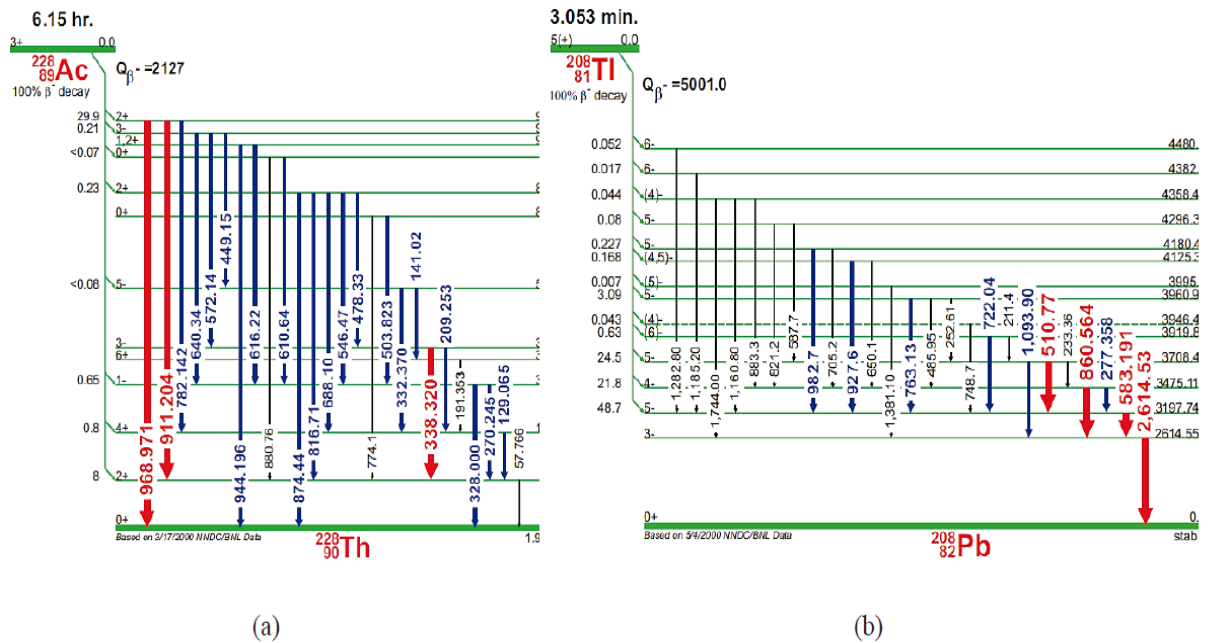 6.15 hr.
3+ 0.0
228
89 Ac
Qβ- =2127
100% β- decay
29.9 2+ 9
0.21 3- 9
1,2+ 9
<0.07 0+
0.23 2+ 8
0+ 8
<0.08 5- 5
3- 3
6+ 3
0.65 1- 3
0.8 4+ 1
8 2+
0+
968.971
911.204
782.142
640.34
572.14
449.15
944.196
616.22
880.76
610.64
874.44
816.71
688.10
546.47
478.33
774.1
503.823
332.370
141.02
338.320
209.253
191.353
328.000
270.245
129.065
57.766
Based on 3/17/2000 NNDC/BNL Data
1.9
228
90 Th
(a)
3.053 min.
5(+) 0.0
208
81 Tl
Qβ- =5001.0
100% β- decay
0.052 6- 4480.
0.017 6- 4382.
0.044 (4)- 4358.4
0.08 5- 4296.3
0.227 5- 4180.4
0.168 (4,5)- 4125.3
0.007 (5)- 3995.
3.09 5- 3960.9
0.043 (4)- 3946.4
0.63 (6)- 3919.8
24.5 5- 3708.4
21.8 4- 3475.11
48.7 5- 3197.74
3- 2614.55
0+ 0.
1,282.80
1,185.20
1,744.00
1,160.80
883.3
821.2
587.7
982.7
705.2
927.6
650.1
1,381.10
763.13
485.95
252.61
748.7
722.04
211.4
1,093.90
510.77
233.36
860.564
277.358
583.191
2,614.53
Based on 5/4/2000 NNDC/BNL Data
stab
208
82 Pb
(b)